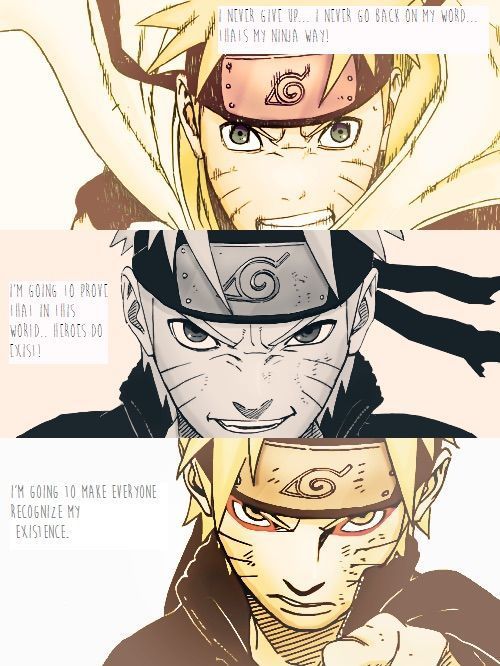 I NEVER GIVE UP... I NEVER GO BACK ON MY WORD...
THATS MY NINJA WAY!
I'M GOING TO PROVE
THAT IN THIS
WORLD.. HEROES DO
EXIST!
I'M GOING TO MAKE EVERYONE
RECOGNIZE MY
EXISTENCE.